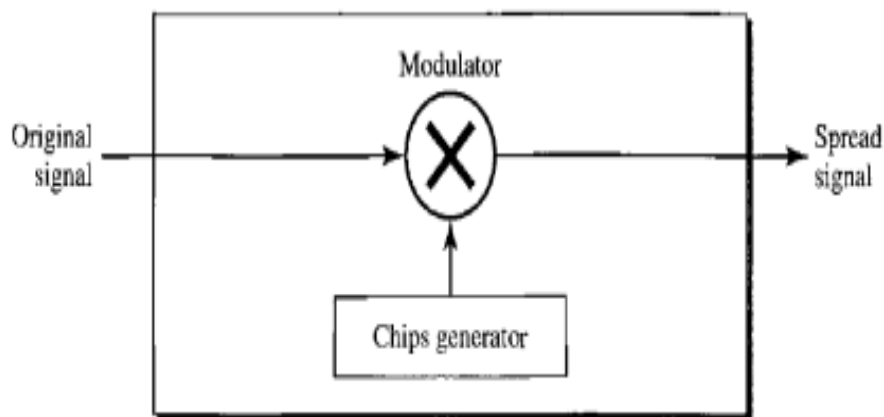 Modulator
Original
signal
Spread
signal
Chips generator